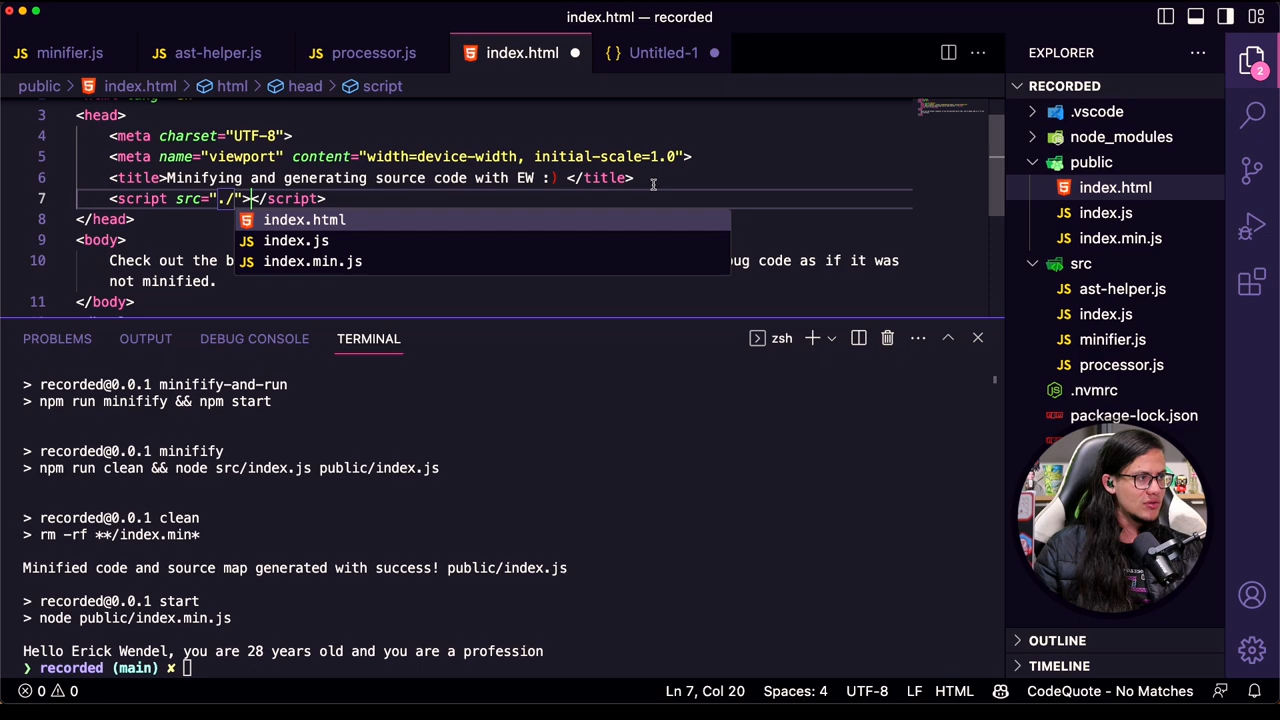 index.html — recorded
minifier.js
ast-helper.js
processor.js
index.html
Untitled-1
EXPLORER
public > index.html > html > head > script
3 <head>
4 <meta charset="UTF-8">
5 <meta name="viewport" content="width=device-width, initial-scale=1.0">
6 <title>Minifying and generating source code with EW :) </title>
7 <script src="./"></script>
index.html
index.js
index.min.js
8 </head>
9 <body>
10 Check out the b
ug code as if it was
not minified.
11 </body>
PROBLEMS
OUTPUT
DEBUG CONSOLE
TERMINAL
zsh
> recorded@0.0.1 minifify-and-run
> npm run minifify && npm start
> recorded@0.0.1 minifify
> npm run clean && node src/index.js public/index.js
> recorded@0.0.1 clean
> rm -rf **/index.min*
Minified code and source map generated with success! public/index.js
> recorded@0.0.1 start
> node public/index.min.js
Hello Erick Wendel, you are 28 years old and you are a profession
❯ recorded (main) ✘
RECORDED
.vscode
node_modules
public
index.html
index.js
index.min.js
src
ast-helper.js
index.js
minifier.js
processor.js
.nvmrc
package-lock.json
OUTLINE
TIMELINE
2
0 0
Ln 7, Col 20
Spaces: 4
UTF-8
LF
HTML
CodeQuote - No Matches